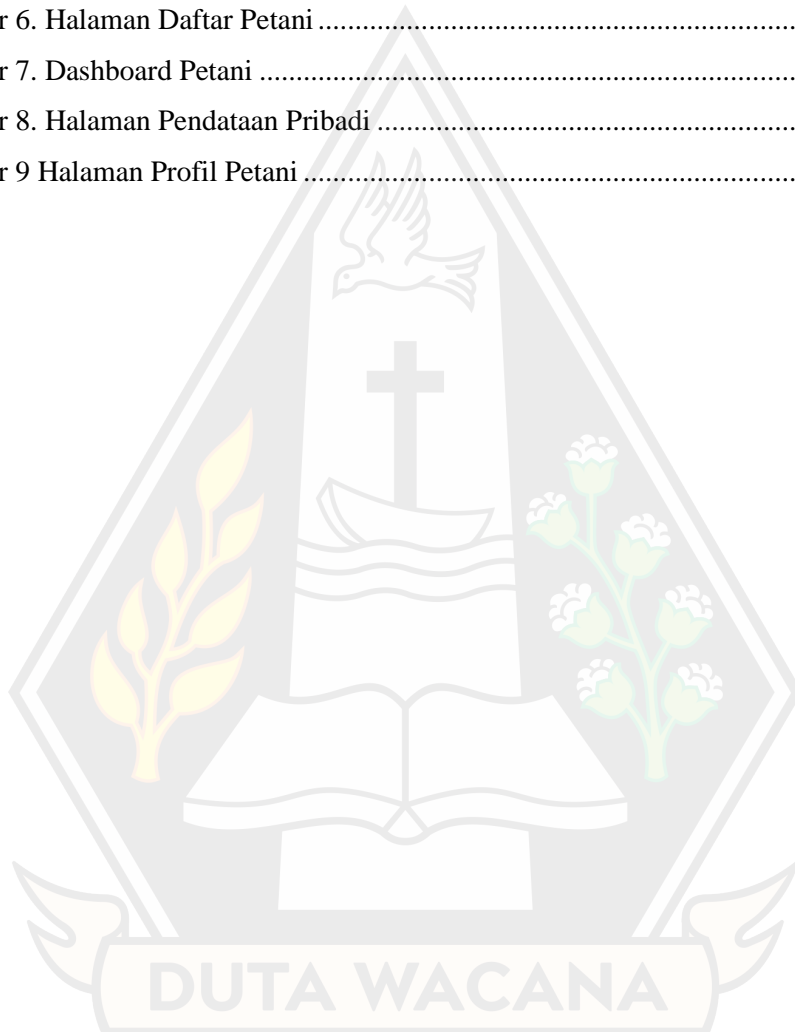 r 6. Halaman Daftar Petani ................................................................
r 7. Dashboard Petani ........................................................................
r 8. Halaman Pendataan Pribadi ........................................................
r 9 Halaman Profil Petani ..................................................................
DUTA WACANA